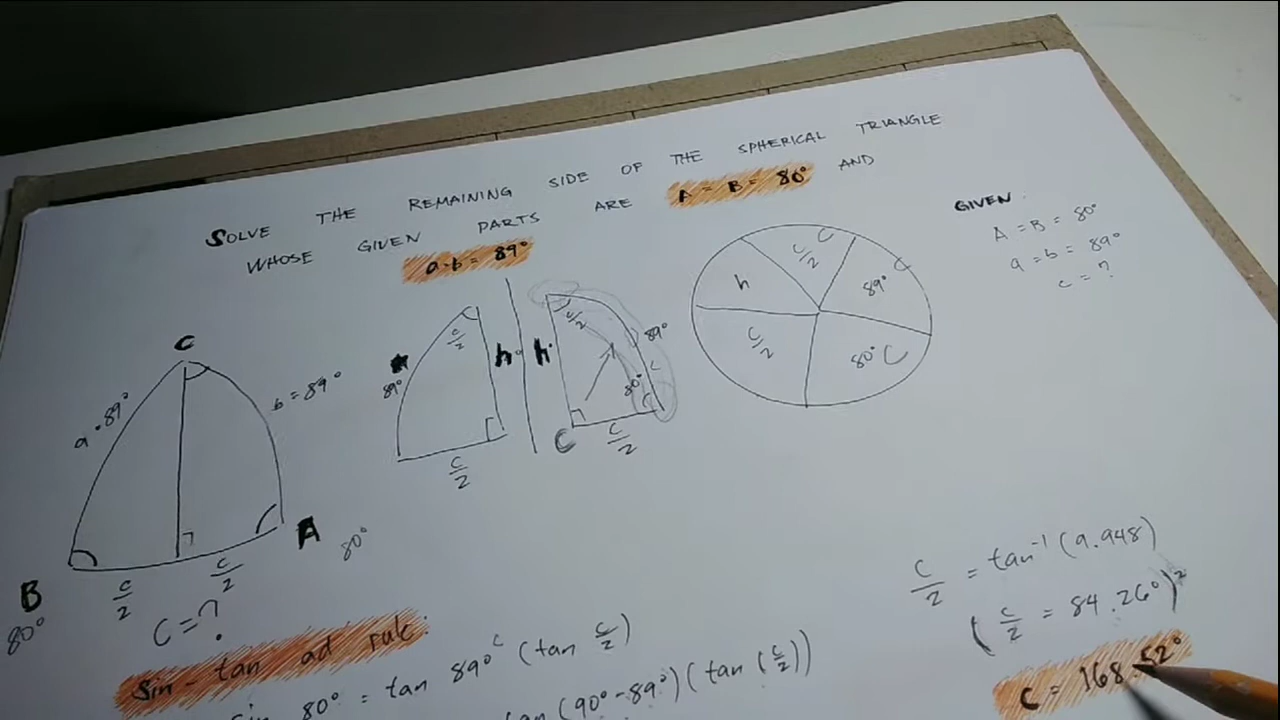 SOLVE THE REMAINING SIDE OF THE SPHERICAL TRIANGLE
WHOSE GIVEN PARTS ARE A = B = 80° AND
a=b = 89°
GIVEN:
A = B = 80°
a = b = 89°
c = ?
C
a = 89°
b = 89°
B
80°
A
80°
c/2
c/2
C = ?
89°
c/2
h
c/2
h
c/2
89°
c
80°
C
c/2
h
c/2 C
89° C
80° C
c/2
Sin - tan ad rule:
sin 80° = tan 89°ᶜ (tan c/2)
tan (90° - 89°) (tan (c/2))
c/2 = tan⁻¹ (9.948)
(c/2 = 84.26°)²
C = 168.52°